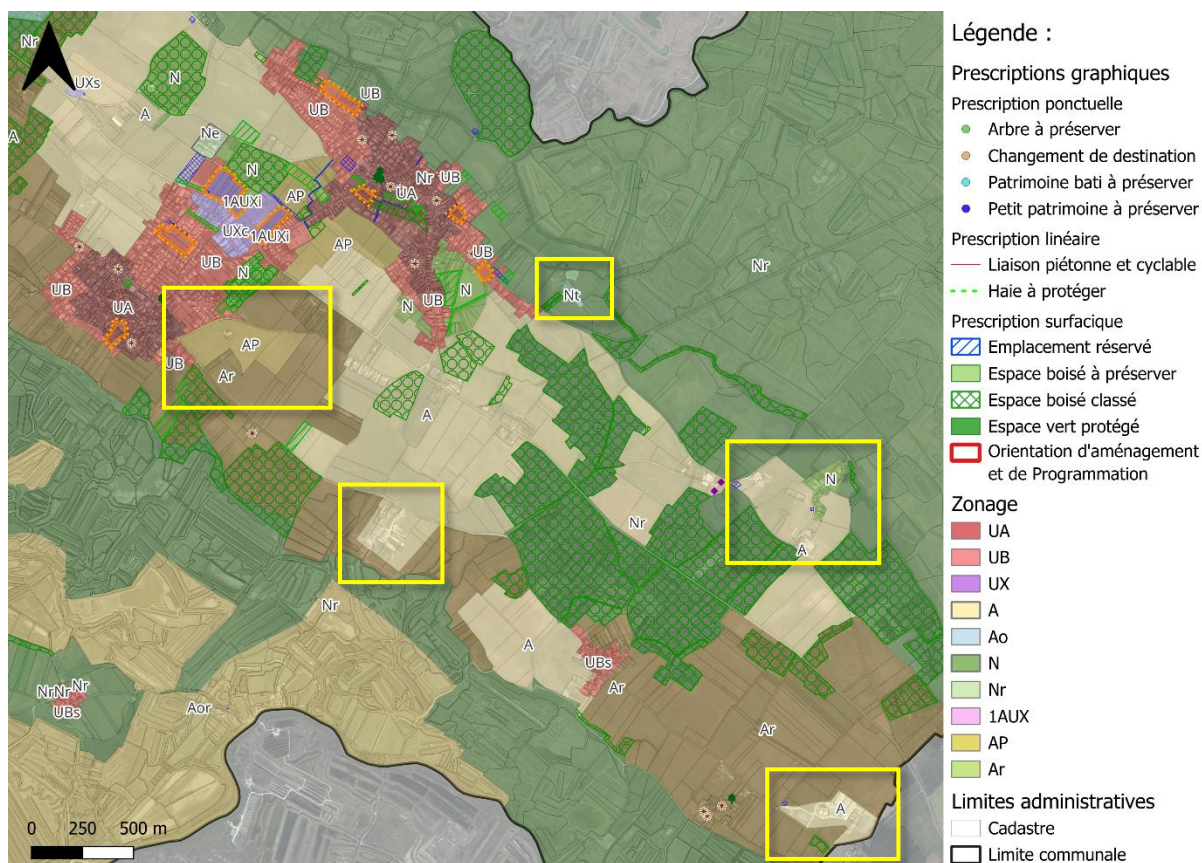 Nr
UXs
N
A
A
Ne
N
UB
UB
Nr
UB
UA
AP
1AUXi
UXc
1AUXi
UB
AP
N
UB
UB
UA
UB
N
UB
N
Nt
Nr
AP
Ar
A
N
Nr
A
Nr
A
UBs
Ar
Nr
Nr
Nr
UBs
Aor
Ar
A
0 250 500 m
Légende :
Prescriptions graphiques
Prescription ponctuelle
Arbre à préserver
Changement de destination
Patrimoine bati à préserver
Petit patrimoine à préserver
Prescription linéaire
Liaison piétonne et cyclable
Haie à protéger
Prescription surfacique
Emplacement réservé
Espace boisé à préserver
Espace boisé classé
Espace vert protégé
Orientation d'aménagement
et de Programmation
Zonage
UA
UB
UX
A
Ao
N
Nr
1AUX
AP
Ar
Limites administratives
Cadastre
Limite communale